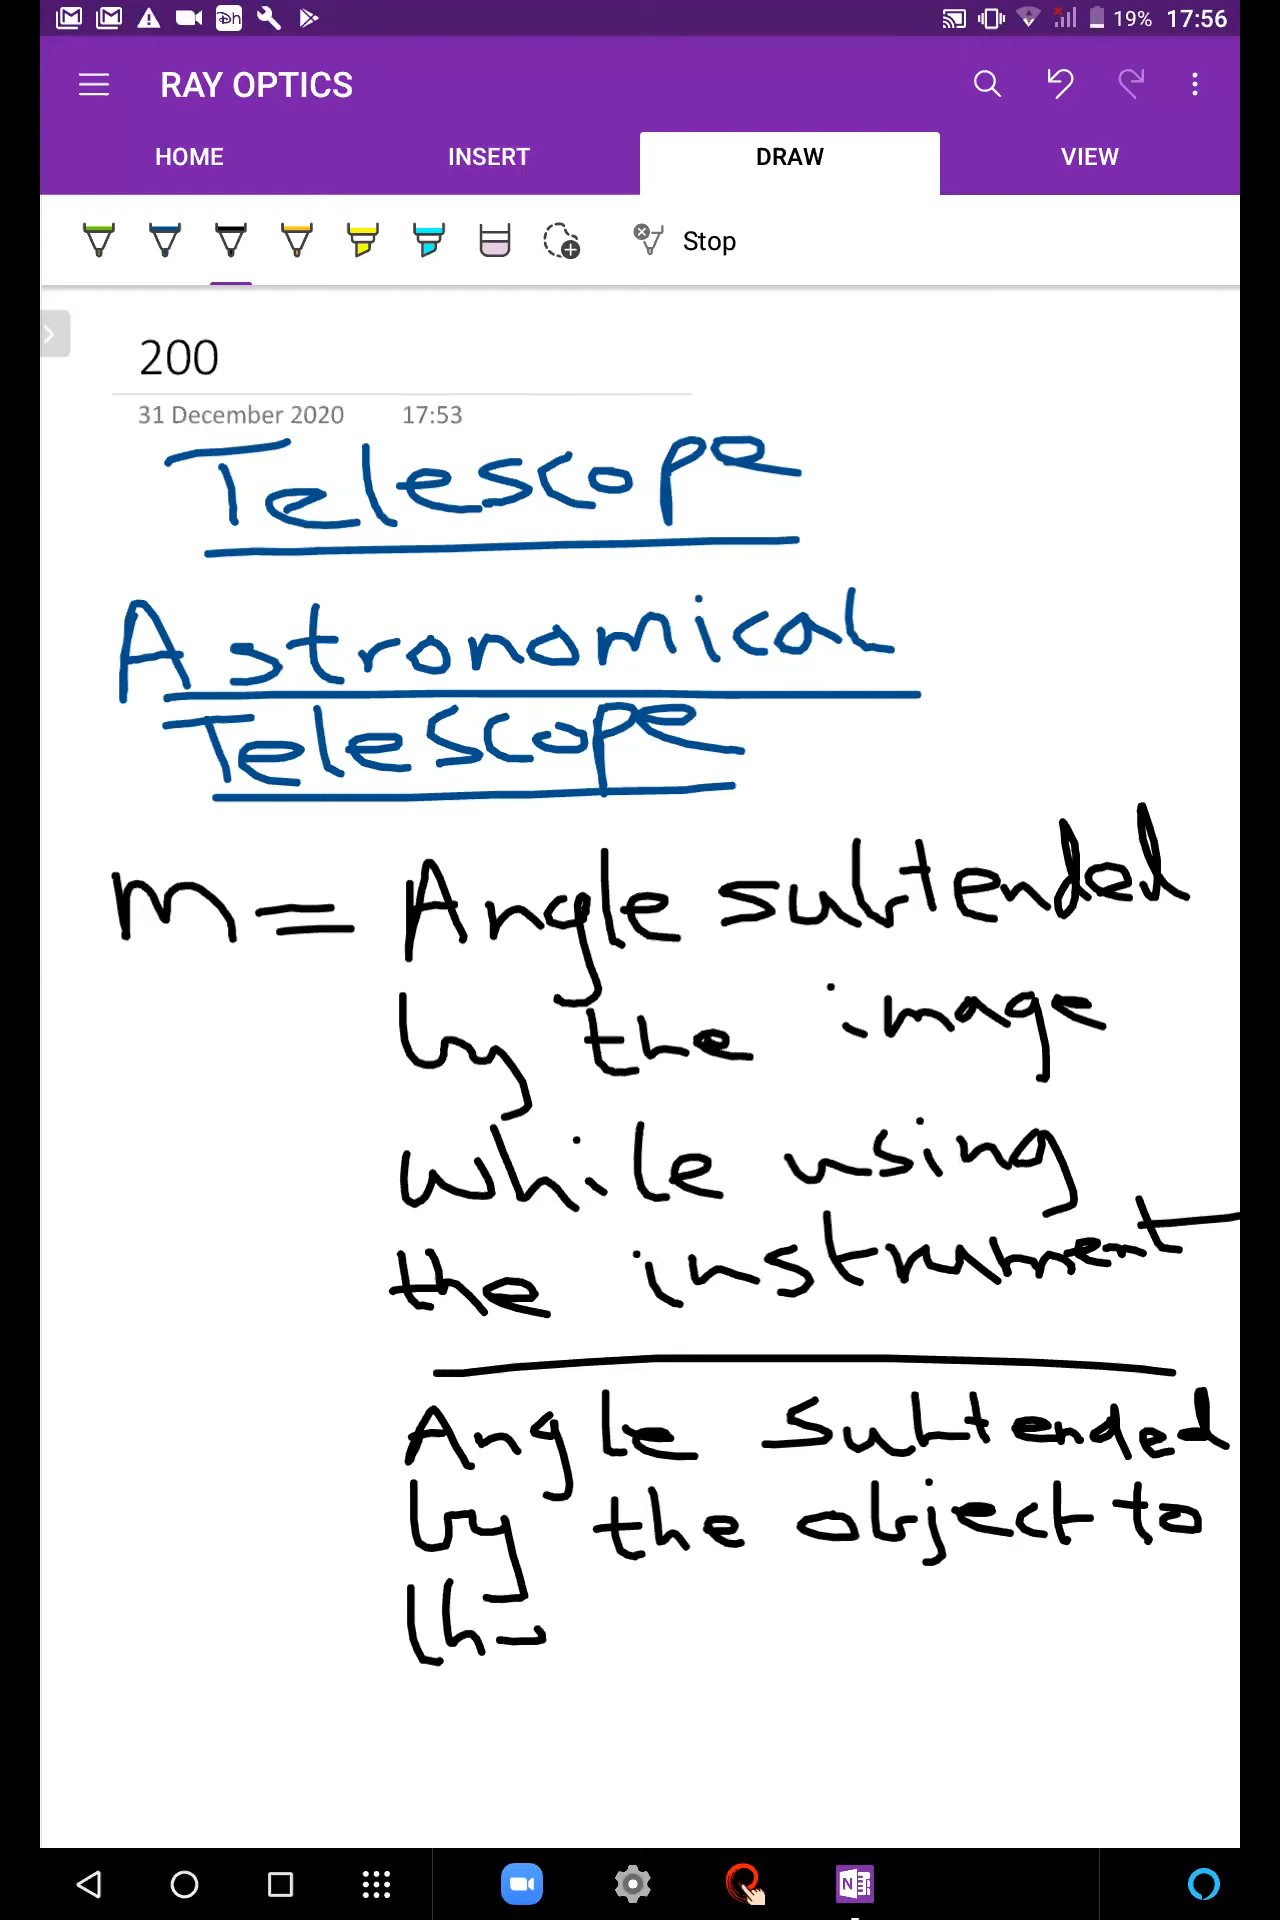 19% 17:56
RAY OPTICS
HOME INSERT DRAW VIEW
Stop
200
31 December 2020 17:53
Telescope
Astronomical
Telescope
m = Angle subtended
by the image
while using
the instrument
Angle subtended
by the object to
the